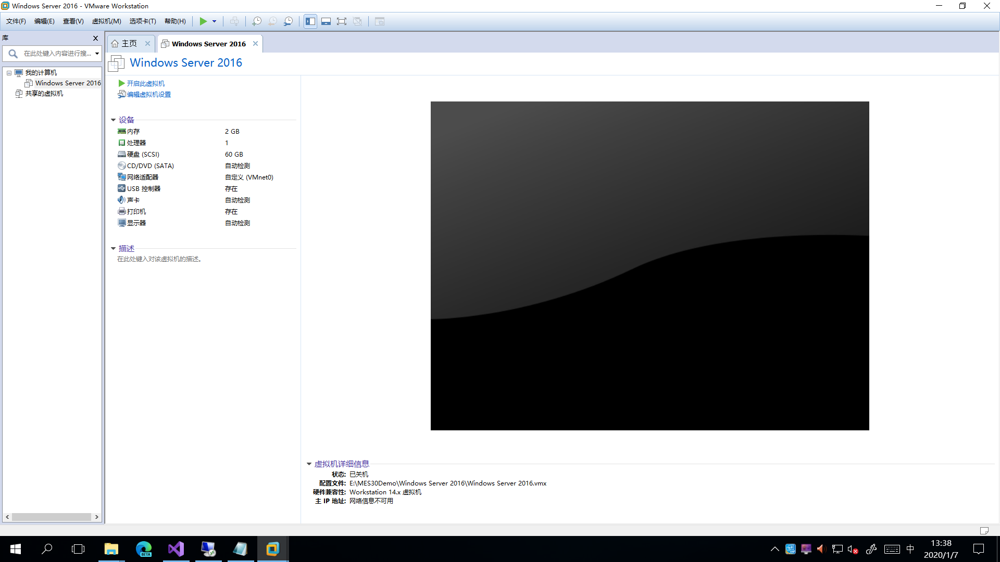 Windows Server 2016 - VMware Workstation
文件(F) 编辑(E) 查看(V) 虚拟机(M) 选项卡(T) 帮助(H)
库
在此处键入内容进行搜...
我的计算机
Windows Server 2016
共享的虚拟机
主页
Windows Server 2016
Windows Server 2016
开启此虚拟机
编辑虚拟机设置
设备
内存 2 GB
处理器 1
硬盘 (SCSI) 60 GB
CD/DVD (SATA) 自动检测
网络适配器 自定义 (VMnet0)
USB 控制器 存在
声卡 自动检测
打印机 存在
显示器 自动检测
描述
在此处键入对该虚拟机的描述。
虚拟机详细信息
状态: 已关机
配置文件: E:\MES30Demo\Windows Server 2016\Windows Server 2016.vmx
硬件兼容性: Workstation 14.x 虚拟机
主 IP 地址: 网络信息不可用
BETA
中
13:38
2020/1/7